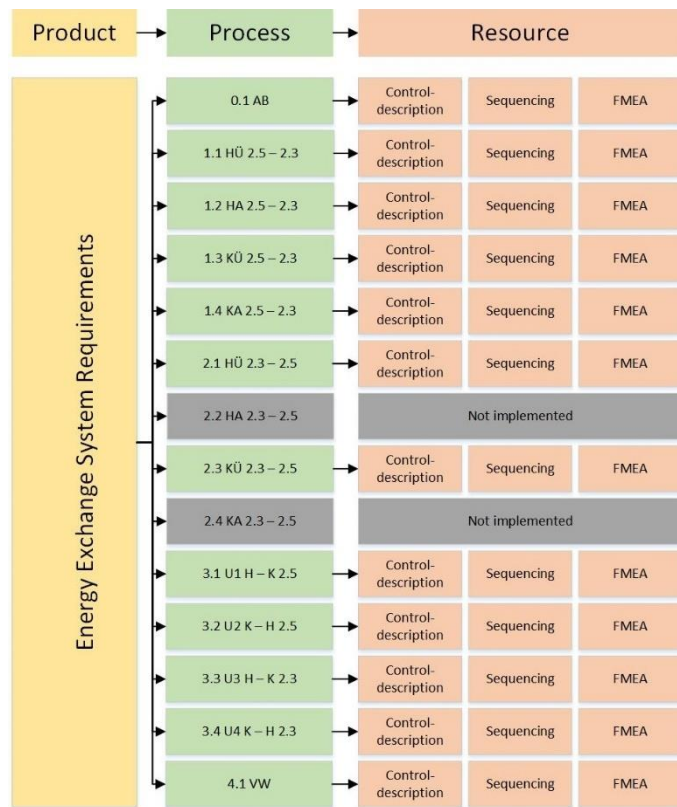 Product
Process
Resource
Energy Exchange System Requirements
0.1 AB
Control-
description
Sequencing
FMEA
1.1 HÜ 2.5 – 2.3
Control-
description
Sequencing
FMEA
1.2 HA 2.5 – 2.3
Control-
description
Sequencing
FMEA
1.3 KÜ 2.5 – 2.3
Control-
description
Sequencing
FMEA
1.4 KA 2.5 – 2.3
Control-
description
Sequencing
FMEA
2.1 HÜ 2.3 – 2.5
Control-
description
Sequencing
FMEA
2.2 HA 2.3 – 2.5
Not implemented
2.3 KÜ 2.3 – 2.5
Control-
description
Sequencing
FMEA
2.4 KA 2.3 – 2.5
Not implemented
3.1 U1 H – K 2.5
Control-
description
Sequencing
FMEA
3.2 U2 K – H 2.5
Control-
description
Sequencing
FMEA
3.3 U3 H – K 2.3
Control-
description
Sequencing
FMEA
3.4 U4 K – H 2.3
Control-
description
Sequencing
FMEA
4.1 VW
Control-
description
Sequencing
FMEA